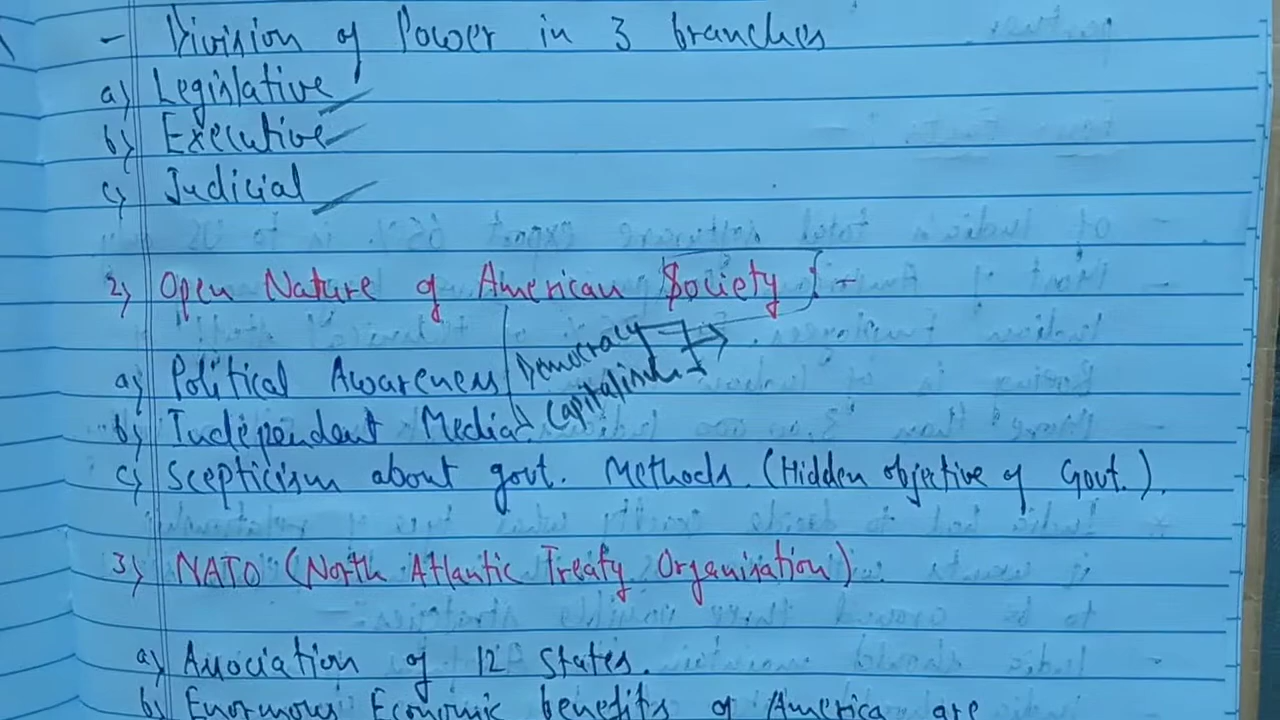 - Division of Power in 3 branches
a) Legislative
b) Executive
c) Judicial
2) Open Nature of American Society } -
Democracy
Capitalism
a) Political Awareness
b) Independent Media
c) Scepticism about govt. Methods. (Hidden objective of Govt.).
3) NATO (North Atlantic Treaty Organisation).
a) Association of 12 States.
b) Enormous Economic benefits of America are